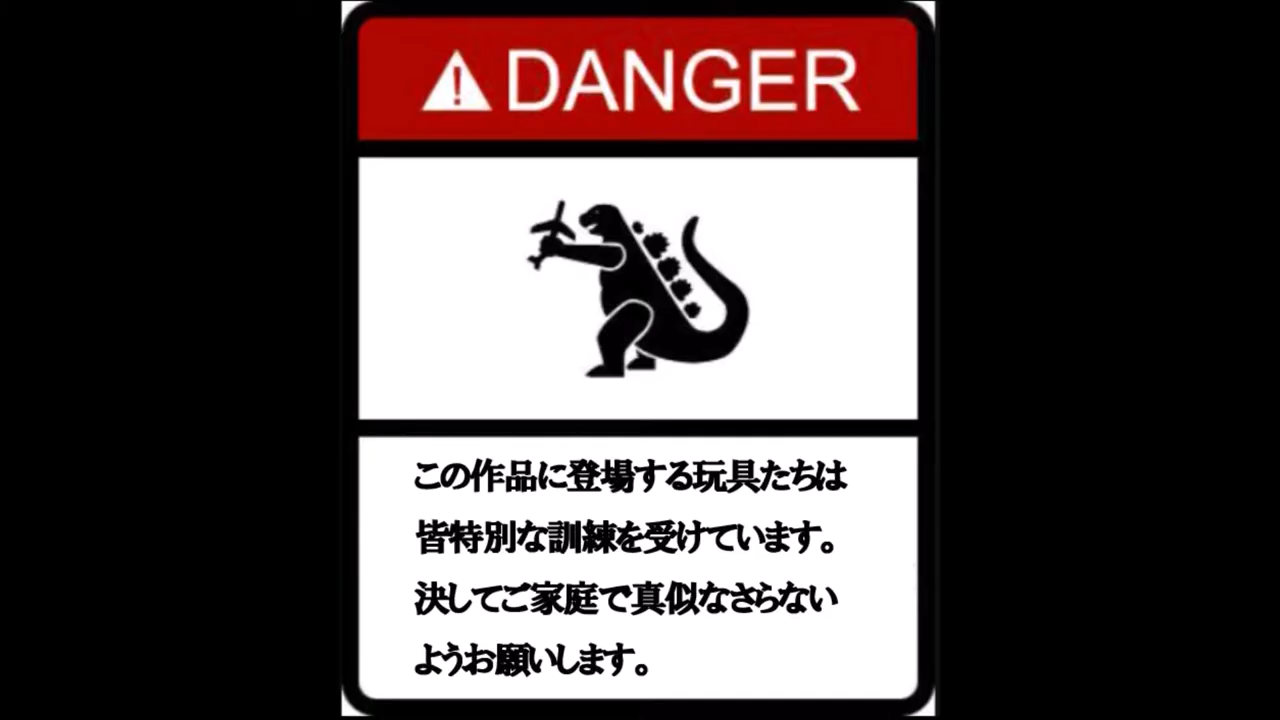 DANGER
この作品に登場する玩具たちは
皆特別な訓練を受けています。
決してご家庭で真似なさらない
ようお願いします。